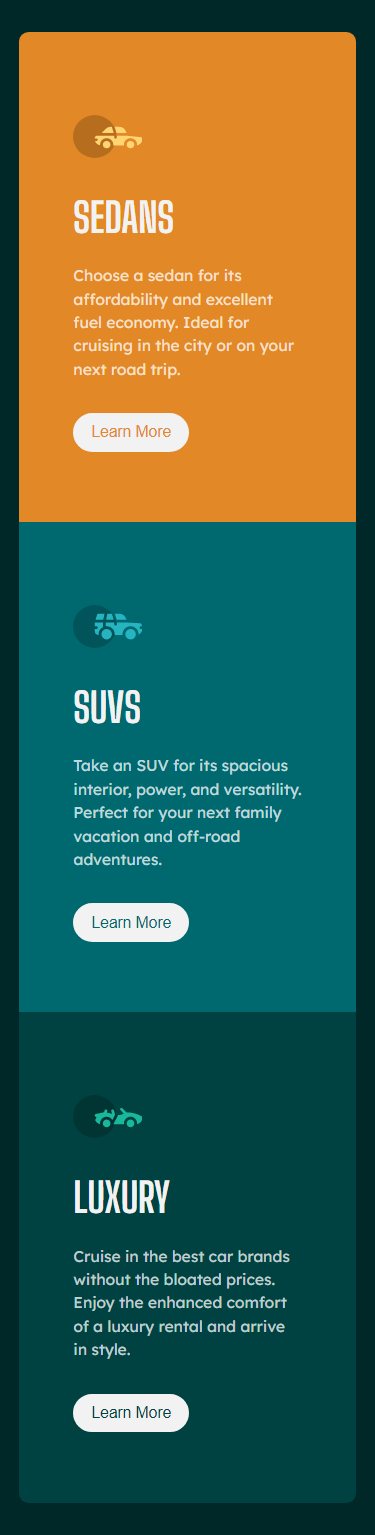 SEDANS
Choose a sedan for its
affordability and excellent
fuel economy. Ideal for
cruising in the city or on your
next road trip.
Learn More
SUVS
Take an SUV for its spacious
interior, power, and versatility.
Perfect for your next family
vacation and off-road
adventures.
Learn More
LUXURY
Cruise in the best car brands
without the bloated prices.
Enjoy the enhanced comfort
of a luxury rental and arrive
in style.
Learn More